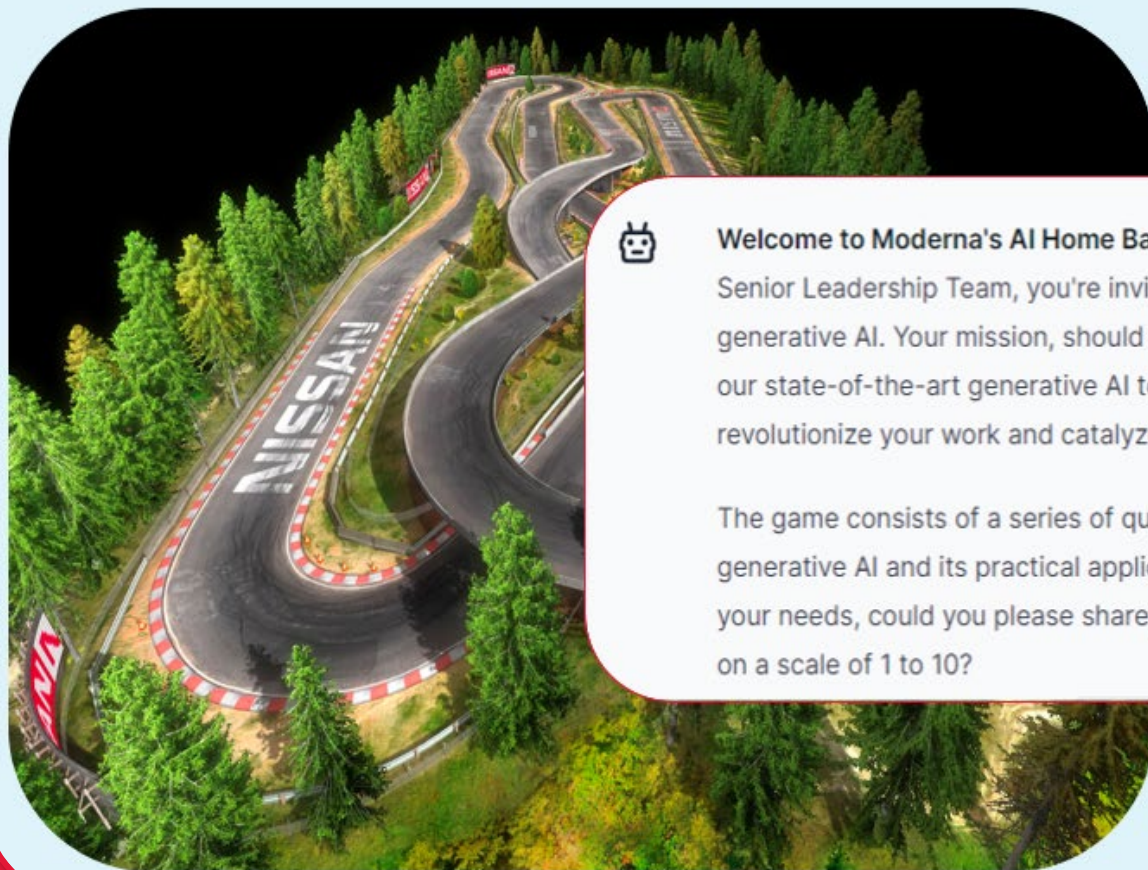 NISSAN
Welcome to Moderna's AI Home Ba
Senior Leadership Team, you're invi
generative AI. Your mission, should
our state-of-the-art generative AI to
revolutionize your work and catalyz
The game consists of a series of qu
generative AI and its practical appli
your needs, could you please share
on a scale of 1 to 10?